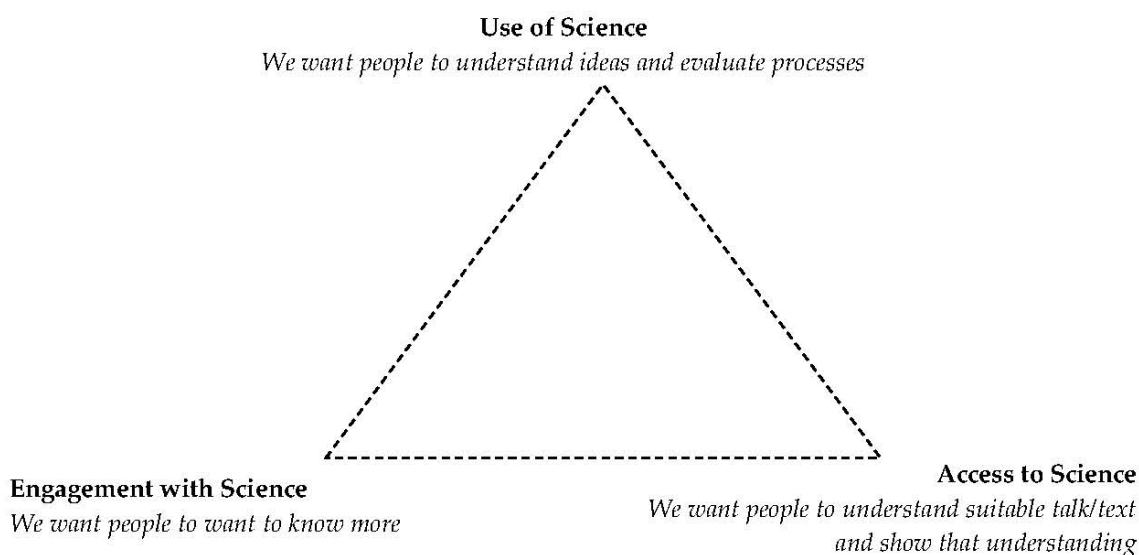 Use of Science
We want people to understand ideas and evaluate processes
Engagement with Science
We want people to want to know more
Access to Science
We want people to understand suitable talk/text
and show that understanding